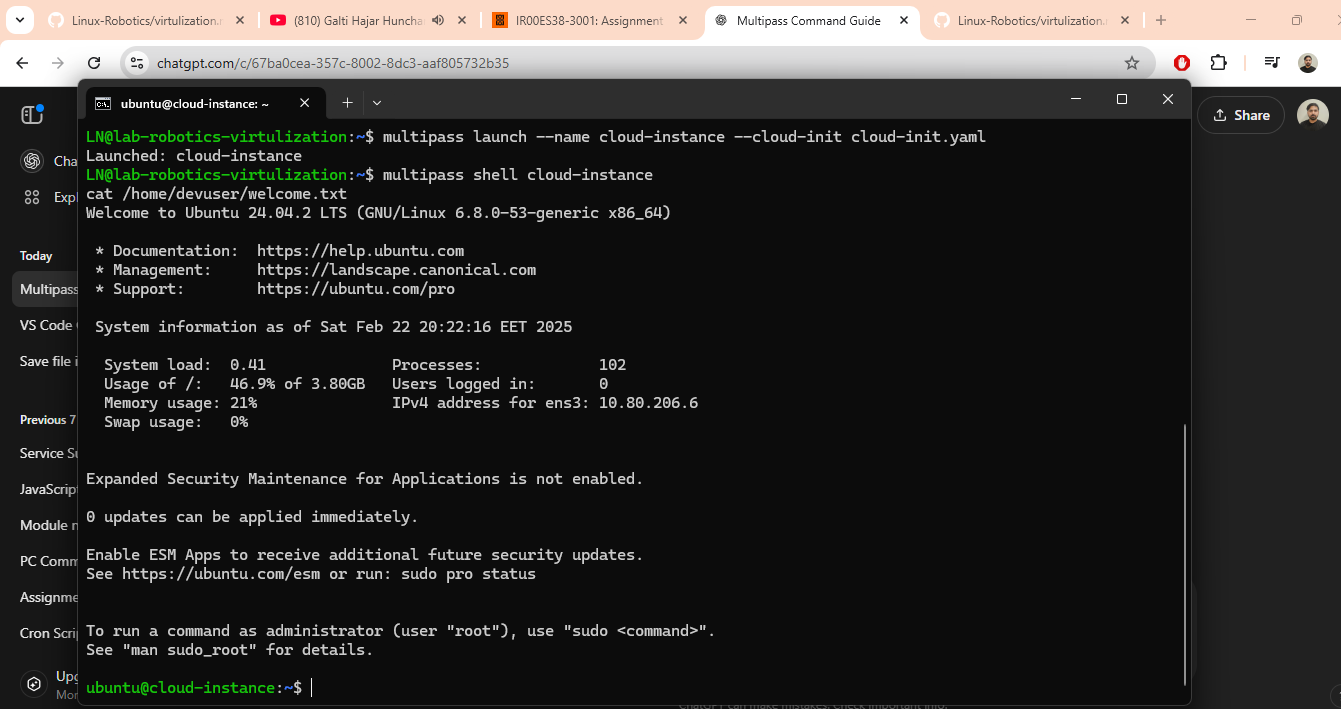 Linux-Robotics/virtulization.r
(810) Galti Hajar Huncha
IR00ES38-3001: Assignment
Multipass Command Guide
Linux-Robotics/virtulization.r
chatgpt.com/c/67ba0cea-357c-8002-8dc3-aaf805732b35
ubuntu@cloud-instance: ~
Share
LN@lab-robotics-virtulization:~$ multipass launch --name cloud-instance --cloud-init cloud-init.yaml
Launched: cloud-instance
LN@lab-robotics-virtulization:~$ multipass shell cloud-instance
cat /home/devuser/welcome.txt
Welcome to Ubuntu 24.04.2 LTS (GNU/Linux 6.8.0-53-generic x86_64)
* Documentation: https://help.ubuntu.com
* Management: https://landscape.canonical.com
* Support: https://ubuntu.com/pro
System information as of Sat Feb 22 20:22:16 EET 2025
System load: 0.41 Processes: 102
Usage of /: 46.9% of 3.80GB Users logged in: 0
Memory usage: 21% IPv4 address for ens3: 10.80.206.6
Swap usage: 0%
Expanded Security Maintenance for Applications is not enabled.
0 updates can be applied immediately.
Enable ESM Apps to receive additional future security updates.
See https://ubuntu.com/esm or run: sudo pro status
To run a command as administrator (user "root"), use "sudo <command>".
See "man sudo_root" for details.
ubuntu@cloud-instance:~$
Cha
Expl
Today
Multipass
VS Code
Save file i
Previous 7
Service Su
JavaScript
Module n
PC Comm
Assignme
Cron Scri
Upg
Mor
ChatGPT can make mistakes. Check important info.